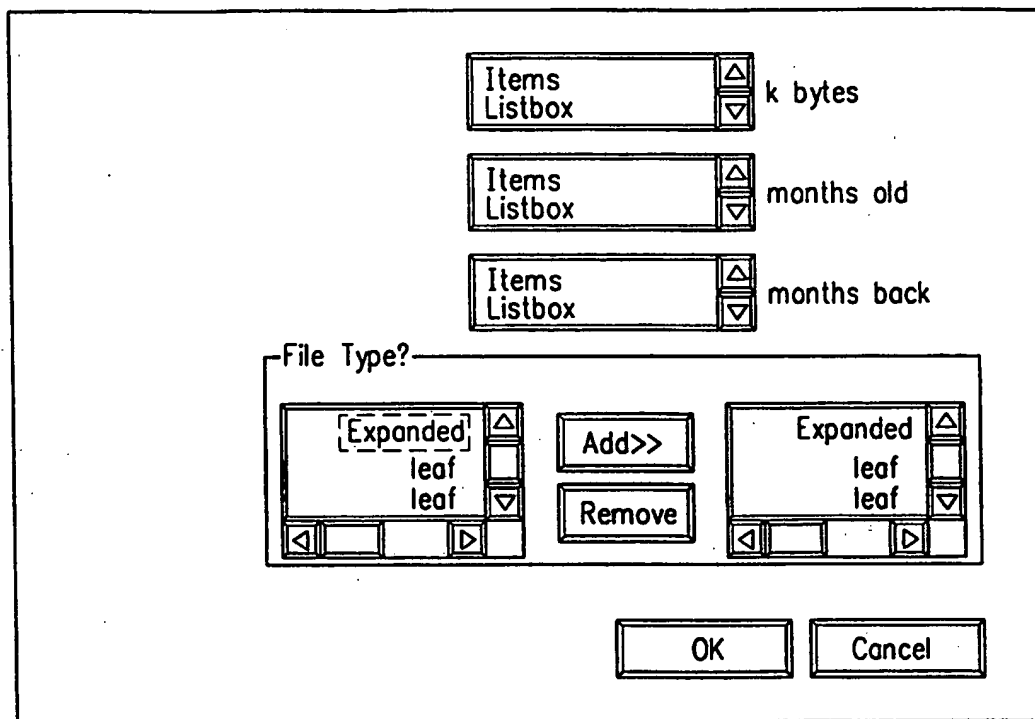 Items
Listbox
k bytes
Items
Listbox
months old
Items
Listbox
months back
File Type?
Expanded
leaf
leaf
Add>>
Remove
Expanded
leaf
leaf
OK
Cancel